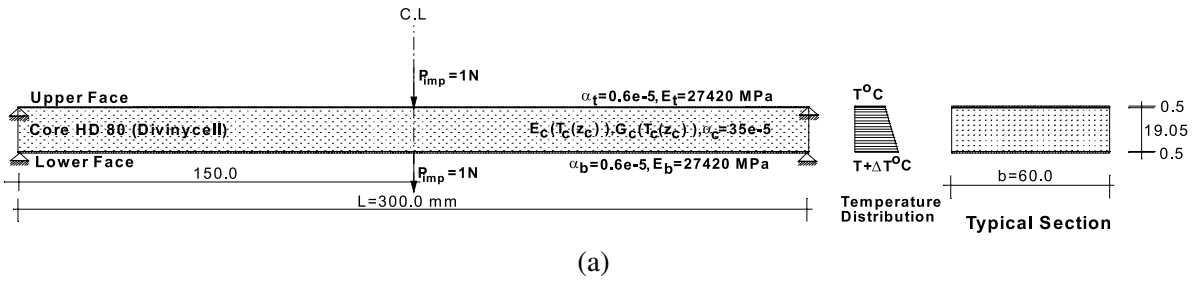 C.L
P_imp=1N
Upper Face
α_t=0.6e-5, E_t=27420 MPa
T°C
0.5
Core HD 80 (Divinycell)
E_c(T_c(z_c)),G_c(T_c(z_c)),α_c=35e-5
19.05
Lower Face
α_b=0.6e-5, E_b=27420 MPa
T+ΔT°C
0.5
150.0
P_imp=1N
b=60.0
L=300.0 mm
Temperature
Distribution
Typical Section
(a)